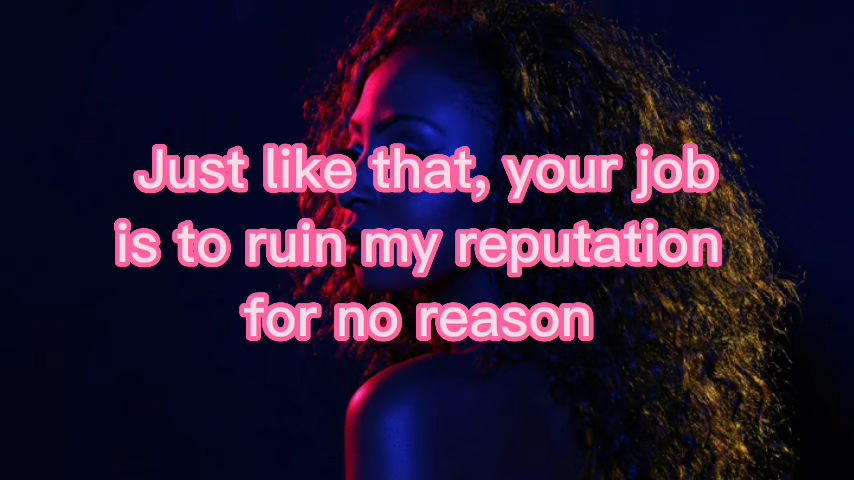 Just like that, your job
is to ruin my reputation
for no reason